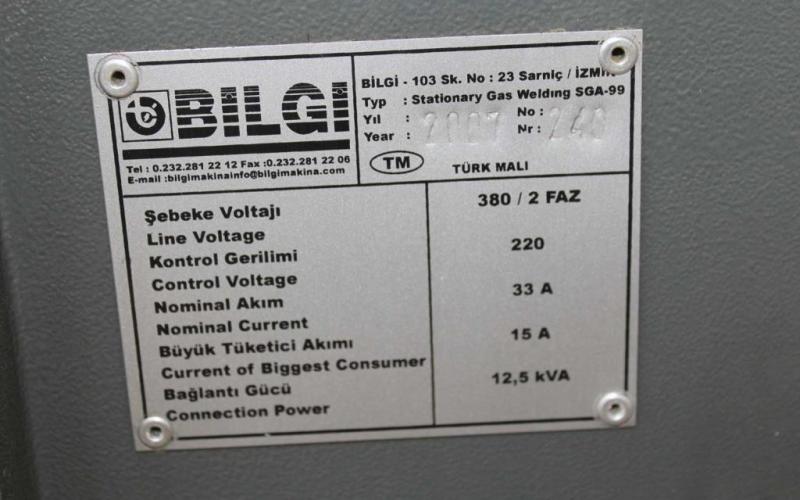 BİLGİ
BİLGİ - 103 Sk. No : 23 Sarniç / İZMİR
Typ : Stationary Gas Welding SGA-99
Yıl : No :
Year : 2007 Nr : 240
Tel : 0.232.281 22 12 Fax :0.232.281 22 06
E-mail :bilgimakinainfo@bilgimakina.com
TM TÜRK MALI
Şebeke Voltajı 380 / 2 FAZ
Line Voltage
Kontrol Gerilimi 220
Control Voltage
Nominal Akım 33 A
Nominal Current
Büyük Tüketici Akımı 15 A
Current of Biggest Consumer
Bağlantı Gücü 12,5 kVA
Connection Power